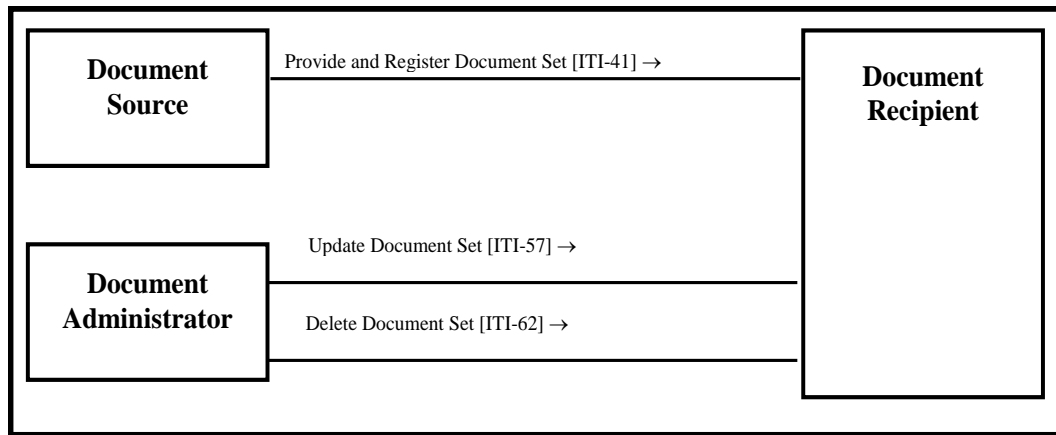 Document
Source
Provide and Register Document Set [ITI-41] →
Document
Recipient
Update Document Set [ITI-57] →
Document
Administrator
Delete Document Set [ITI-62] →